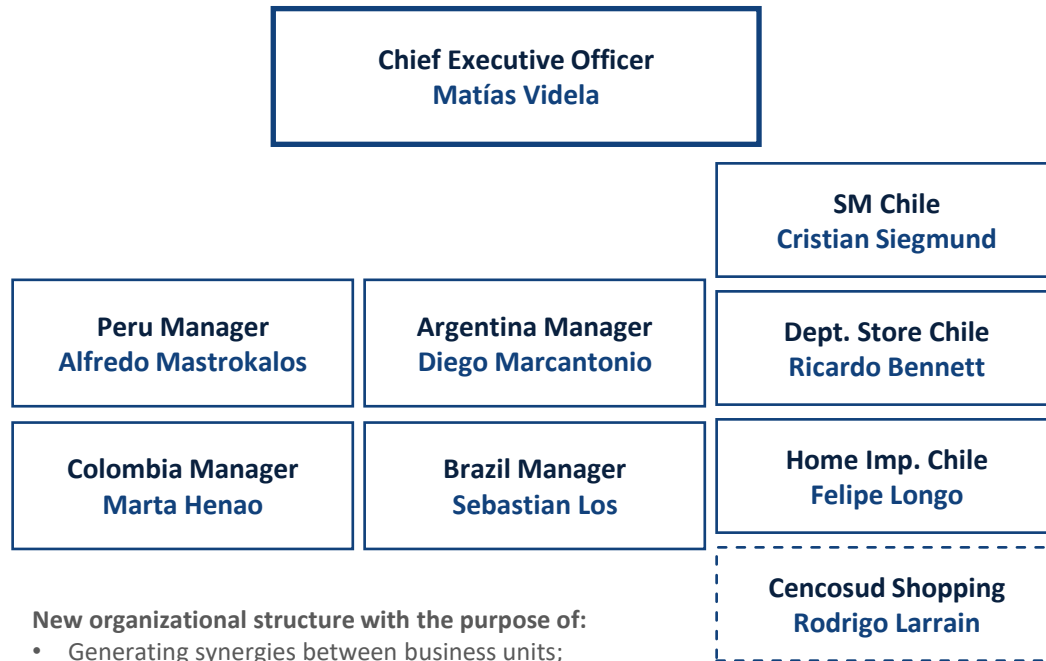 Chief Executive Officer
Matías Videla
SM Chile
Cristian Siegmund
Peru Manager
Alfredo Mastrokalos
Argentina Manager
Diego Marcantonio
Dept. Store Chile
Ricardo Bennett
Colombia Manager
Marta Henao
Brazil Manager
Sebastian Los
Home Imp. Chile
Felipe Longo
Cencosud Shopping
Rodrigo Larrain
New organizational structure with the purpose of:
• Generating synergies between business units;